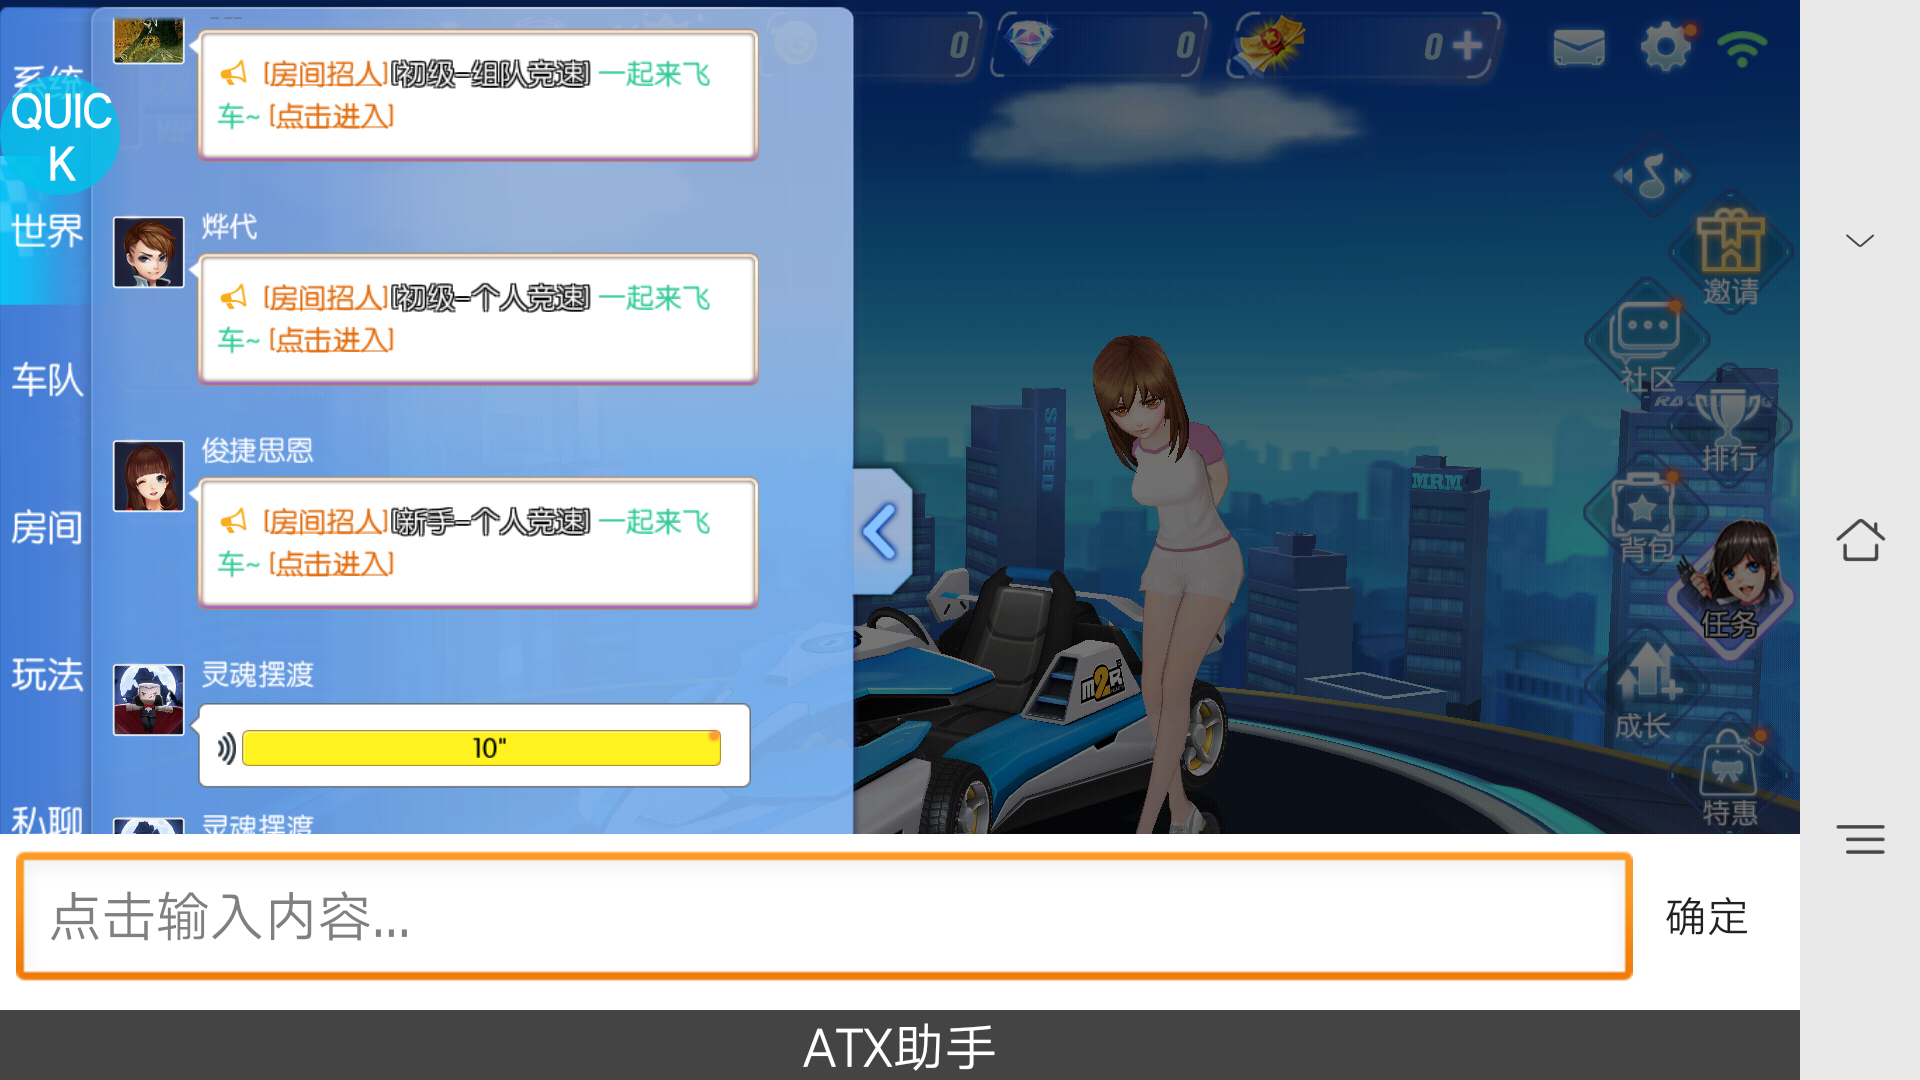 0
0
0
系统
QUIC
K
世界
车队
房间
玩法
私聊
[房间招人][初级-组队竞速] 一起来飞
车~ [点击进入]
烨代
[房间招人][初级-个人竞速] 一起来飞
车~ [点击进入]
俊捷思恩
[房间招人][新手-个人竞速] 一起来飞
车~ [点击进入]
灵魂摆渡
10"
灵魂摆渡
SPEED
MRM
M2R
邀请
社区
排行
背包
任务
成长
特惠
点击输入内容...
确定
ATX助手